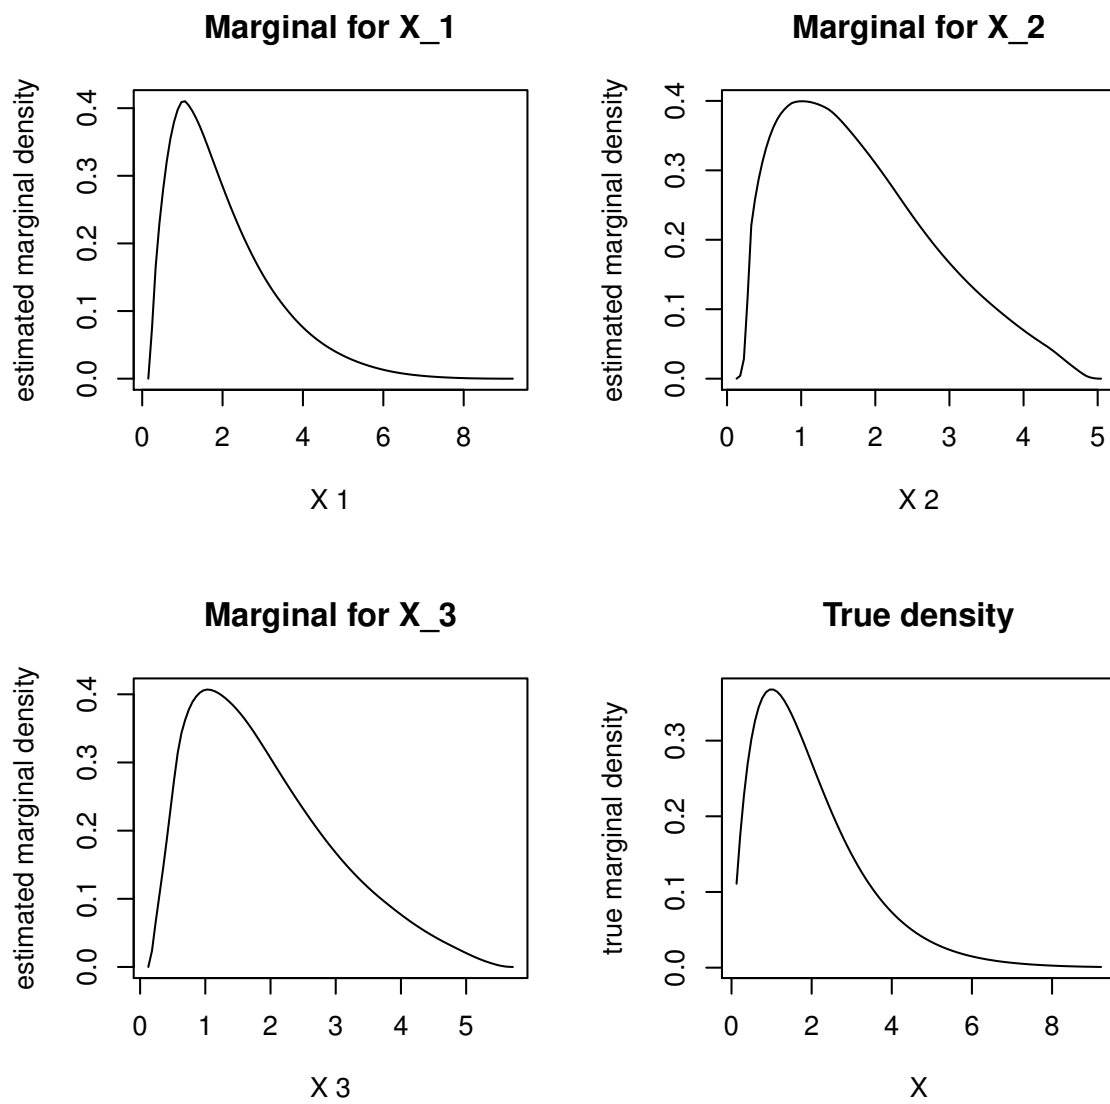 Marginal for X_1
estimated marginal density
0.0 0.1 0.2 0.3 0.4
0 2 4 6 8
X 1
Marginal for X_2
estimated marginal density
0.0 0.1 0.2 0.3 0.4
0 1 2 3 4 5
X 2
Marginal for X_3
estimated marginal density
0.0 0.1 0.2 0.3 0.4
0 1 2 3 4 5
X 3
True density
true marginal density
0.0 0.1 0.2 0.3
0 2 4 6 8
X